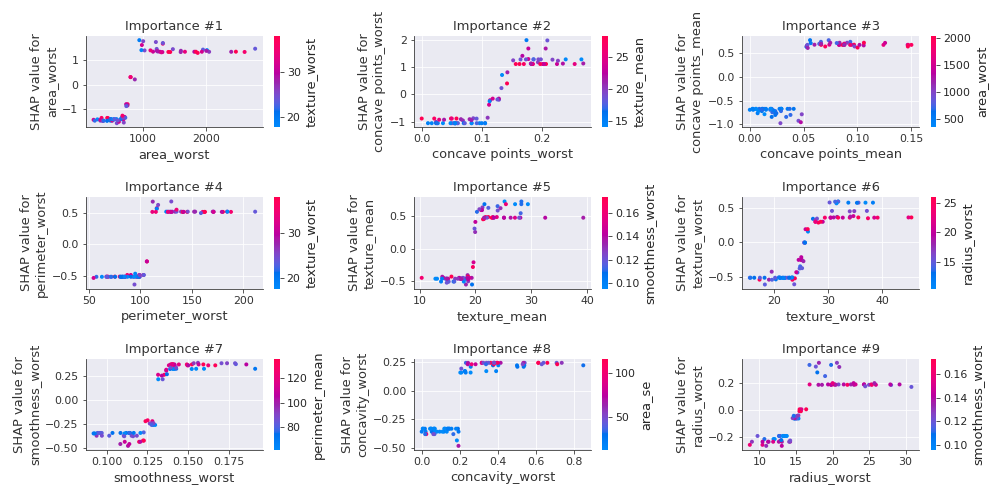 Importance #1
SHAP value for
area_worst
1
0
−1
1000
2000
area_worst
30
20
texture_worst
Importance #2
SHAP value for
concave points_worst
2
1
0
−1
0.0
0.1
0.2
concave points_worst
25
20
15
texture_mean
Importance #3
SHAP value for
concave points_mean
0.5
0.0
−0.5
−1.0
0.00
0.05
0.10
0.15
concave points_mean
2000
1500
1000
500
area_worst
Importance #4
SHAP value for
perimeter_worst
0.5
0.0
−0.5
50
100
150
200
perimeter_worst
30
20
texture_worst
Importance #5
SHAP value for
texture_mean
0.5
0.0
−0.5
10
20
30
40
texture_mean
0.16
0.14
0.12
0.10
smoothness_worst
Importance #6
SHAP value for
texture_worst
0.5
0.0
−0.5
20
30
40
texture_worst
25
20
15
radius_worst
Importance #7
SHAP value for
smoothness_worst
0.25
0.00
−0.25
−0.50
0.100
0.125
0.150
0.175
smoothness_worst
120
100
80
perimeter_mean
Importance #8
SHAP value for
concavity_worst
0.25
0.00
−0.25
−0.50
0.0
0.2
0.4
0.6
0.8
concavity_worst
100
50
area_se
Importance #9
SHAP value for
radius_worst
0.2
0.0
−0.2
10
15
20
25
30
radius_worst
0.16
0.14
0.12
0.10
smoothness_worst